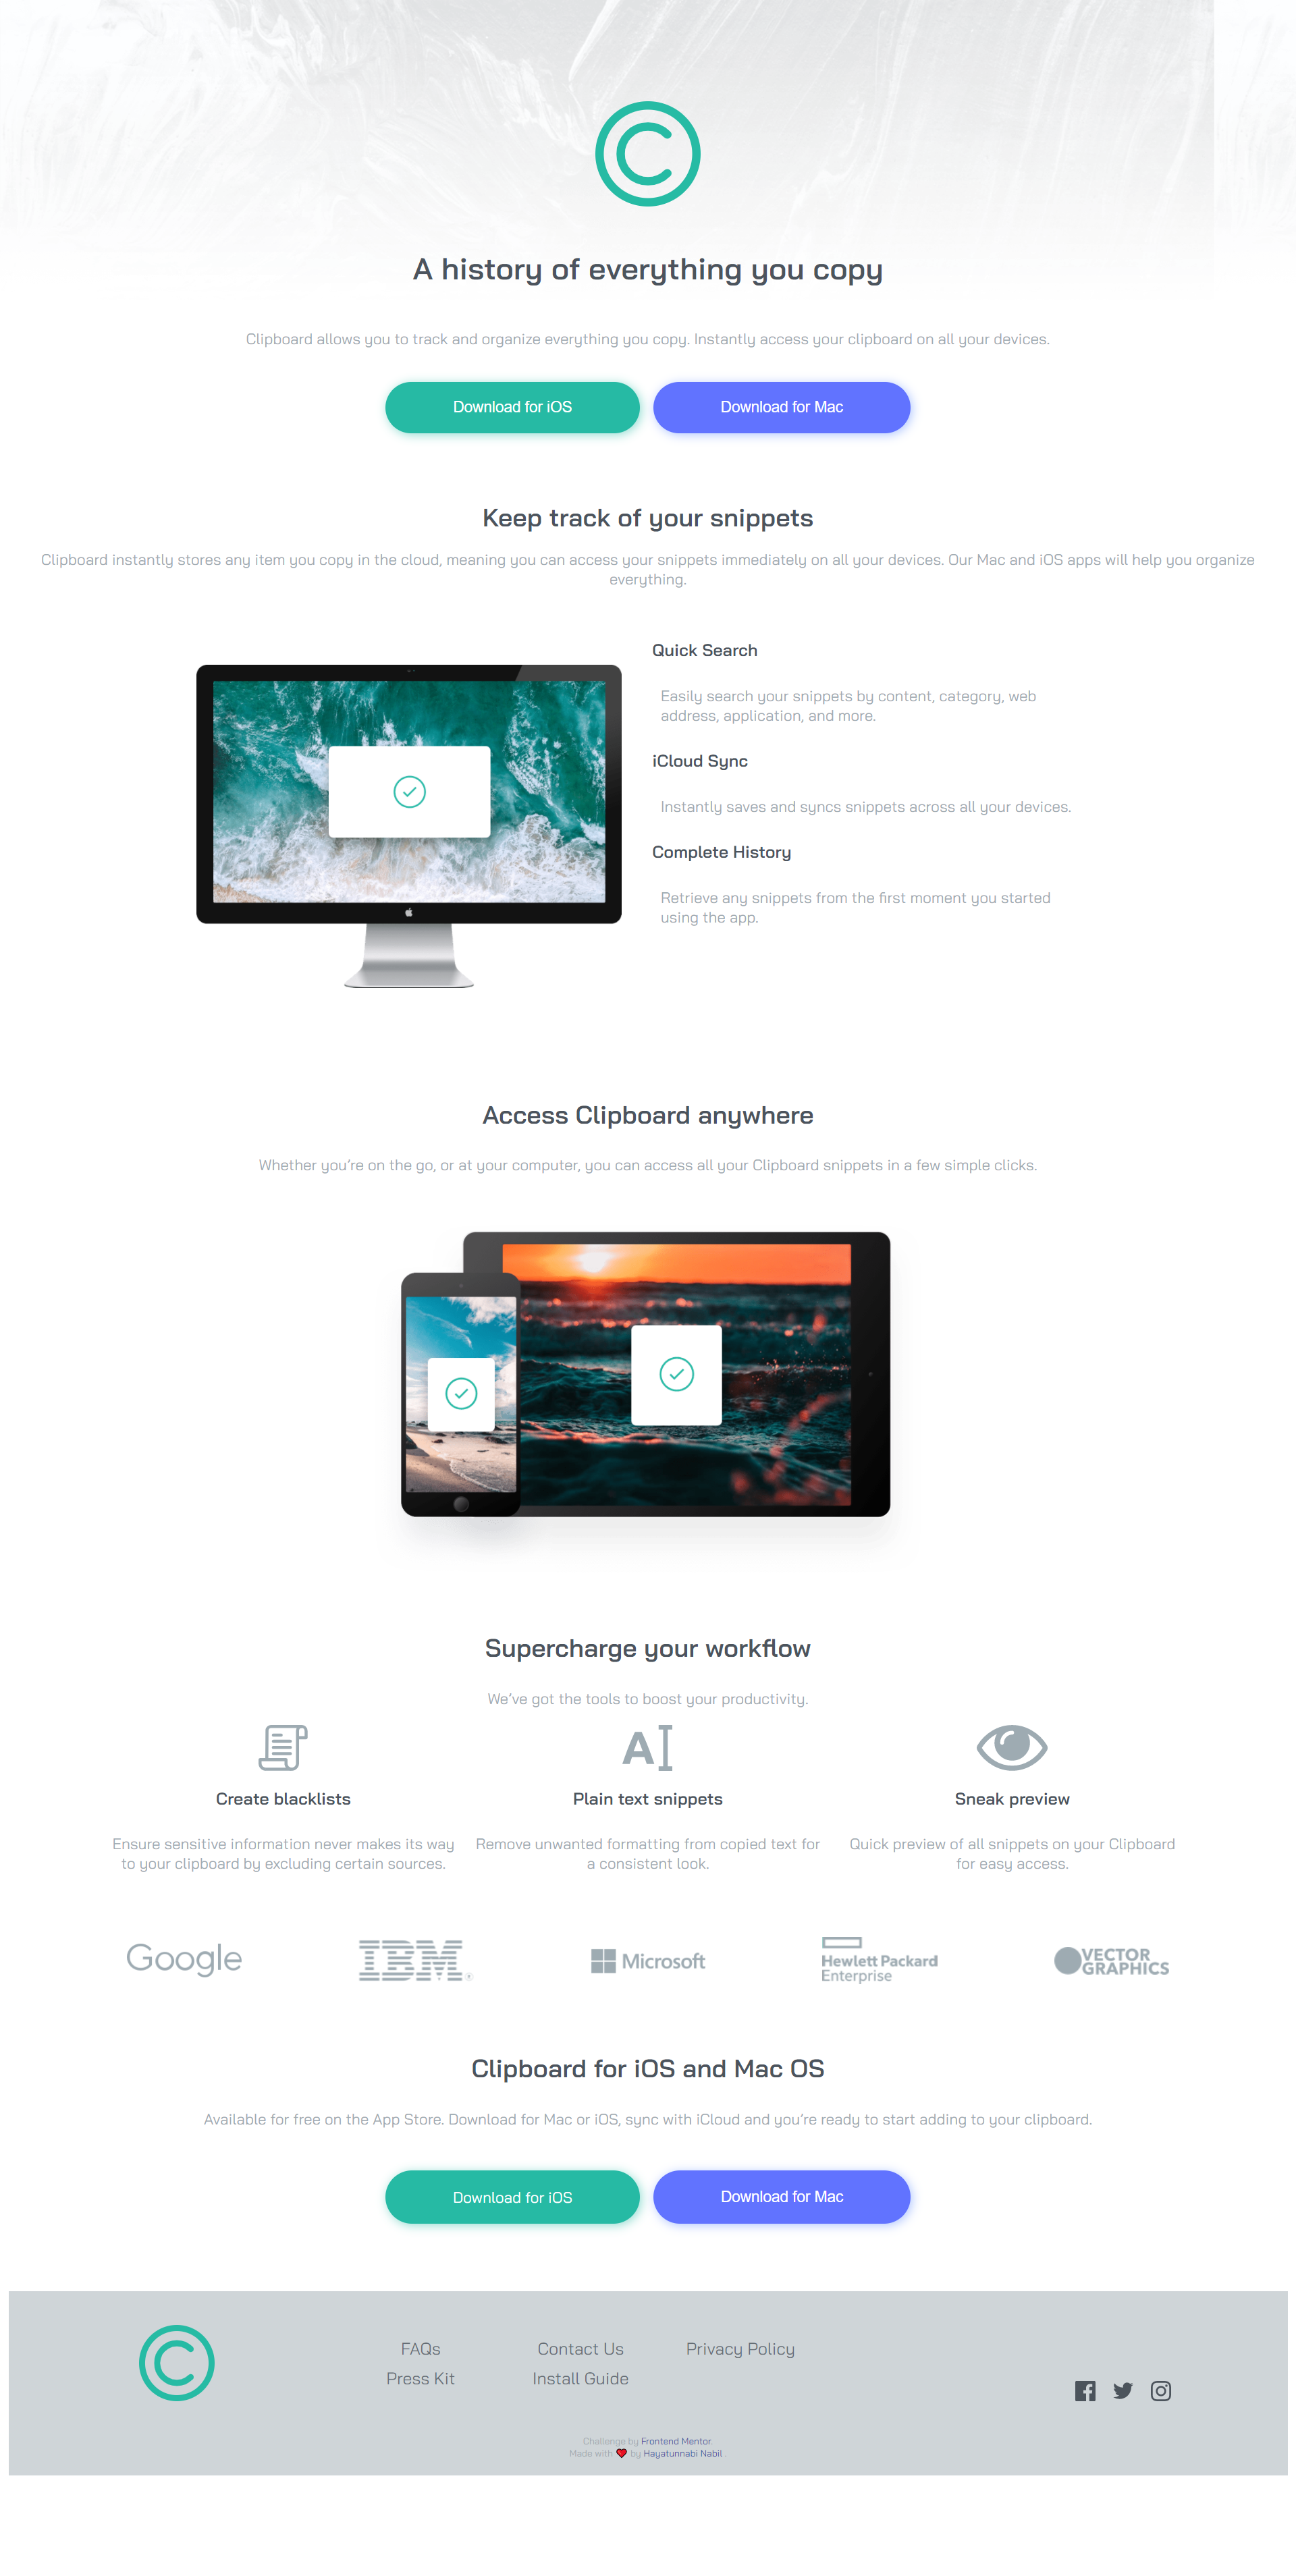 A history of everything you copy
Clipboard allows you to track and organize everything you copy. Instantly access your clipboard on all your devices.
Download for iOS
Download for Mac
Keep track of your snippets
Clipboard instantly stores any item you copy in the cloud, meaning you can access your snippets immediately on all your devices. Our Mac and iOS apps will help you organize
everything.
Quick Search
Easily search your snippets by content, category, web
address, application, and more.
iCloud Sync
Instantly saves and syncs snippets across all your devices.
Complete History
Retrieve any snippets from the first moment you started
using the app.
Access Clipboard anywhere
Whether you’re on the go, or at your computer, you can access all your Clipboard snippets in a few simple clicks.
Supercharge your workflow
We’ve got the tools to boost your productivity.
A
Create blacklists
Ensure sensitive information never makes its way
to your clipboard by excluding certain sources.
Plain text snippets
Remove unwanted formatting from copied text for
a consistent look.
Sneak preview
Quick preview of all snippets on your Clipboard
for easy access.
Google
IBM
Microsoft
Hewlett Packard
Enterprise
VECTOR
GRAPHICS
Clipboard for iOS and Mac OS
Available for free on the App Store. Download for Mac or iOS, sync with iCloud and you’re ready to start adding to your clipboard.
Download for iOS
Download for Mac
FAQs
Contact Us
Privacy Policy
Press Kit
Install Guide
Challenge by Frontend Mentor.
Made with ❤ by Hayatunnabi Nabil .